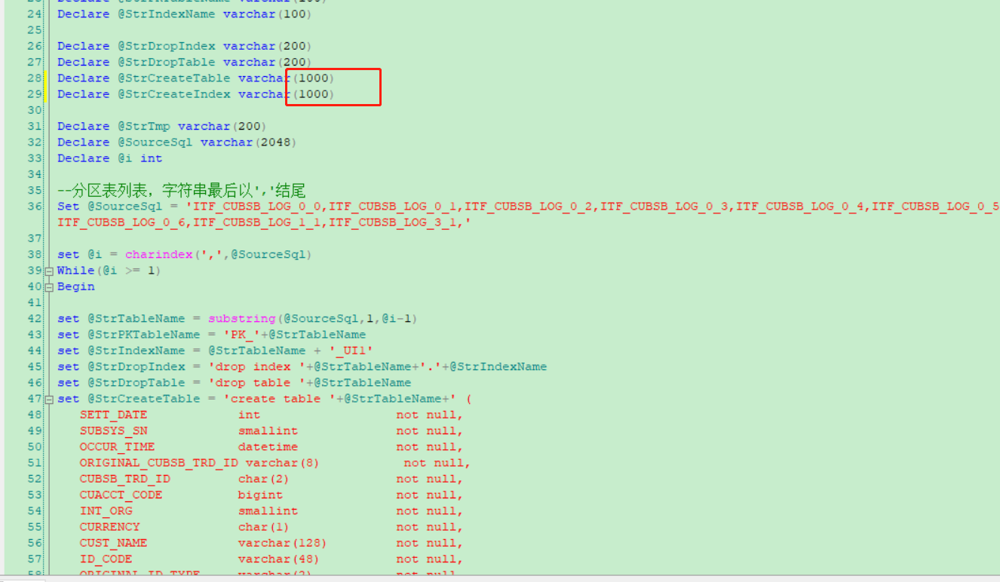 24 Declare @StrIndexName varchar(100)
25
26 Declare @StrDropIndex varchar(200)
27 Declare @StrDropTable varchar(200)
28 Declare @StrCreateTable varchar(1000)
29 Declare @StrCreateIndex varchar(1000)
30
31 Declare @StrTmp varchar(200)
32 Declare @SourceSql varchar(2048)
33 Declare @i int
34
35 --分区表列表，字符串最后以','结尾
36 Set @SourceSql = 'ITF_CUBSB_LOG_0_0,ITF_CUBSB_LOG_0_1,ITF_CUBSB_LOG_0_2,ITF_CUBSB_LOG_0_3,ITF_CUBSB_LOG_0_4,ITF_CUBSB_LOG_0_5
ITF_CUBSB_LOG_0_6,ITF_CUBSB_LOG_1_1,ITF_CUBSB_LOG_3_1,'
37
38 set @i = charindex(',',@SourceSql)
39 While(@i >= 1)
40 Begin
41
42 set @StrTableName = substring(@SourceSql,1,@i-1)
43 set @StrPKTableName = 'PK_'+@StrTableName
44 set @StrIndexName = @StrTableName + '_UI1'
45 set @StrDropIndex = 'drop index '+@StrTableName+'.'+@StrIndexName
46 set @StrDropTable = 'drop table '+@StrTableName
47 set @StrCreateTable = 'create table '+@StrTableName+' (
48 SETT_DATE int not null,
49 SUBSYS_SN smallint not null,
50 OCCUR_TIME datetime not null,
51 ORIGINAL_CUBSB_TRD_ID varchar(8) not null,
52 CUBSB_TRD_ID char(2) not null,
53 CUACCT_CODE bigint not null,
54 INT_ORG smallint not null,
55 CURRENCY char(1) not null,
56 CUST_NAME varchar(128) not null,
57 ID_CODE varchar(48) not null,